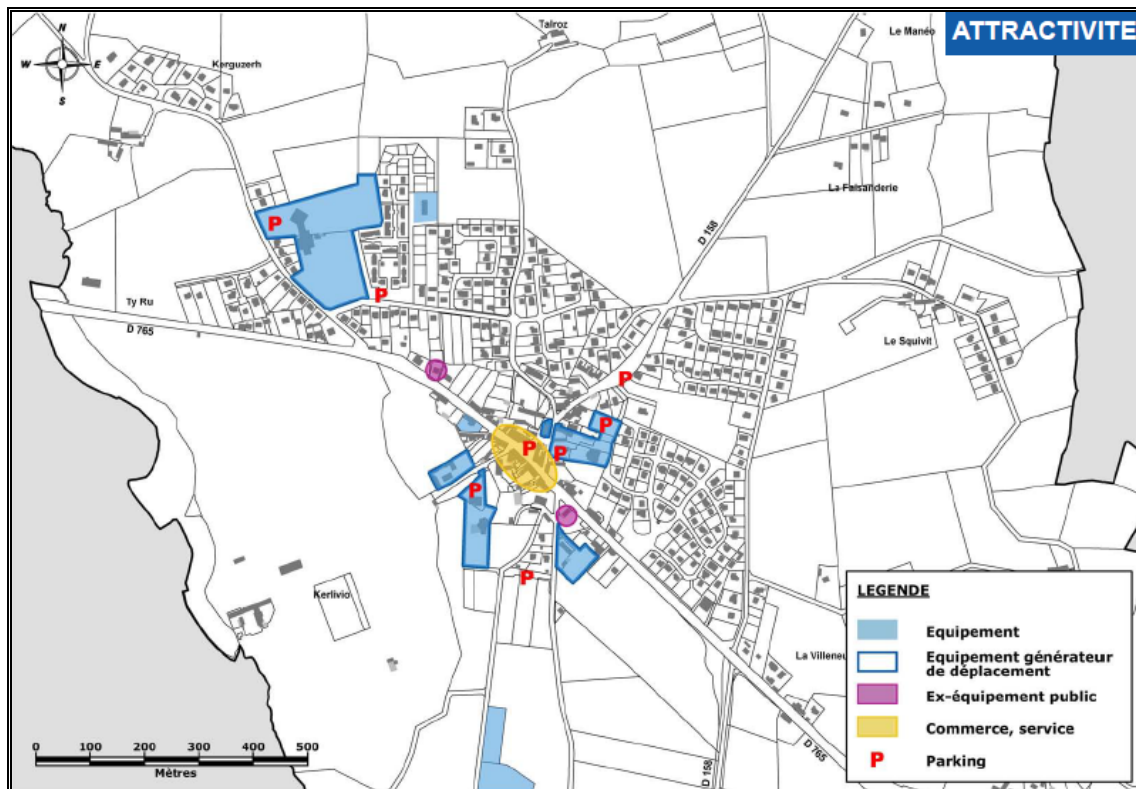 ATTRACTIVITE
N
W E
S
Talroz
Le Manéo
Kerguzerh
La Faisanderie
P
D 158
P
Ty Ru
D 765
Le Squivit
P
P
P
P
P
P
Kerlivio
La Villeneu
D 158
D 765
LEGENDE
Equipement
Equipement générateur
de déplacement
Ex-équipement public
Commerce, service
P Parking
0 100 200 300 400 500
Mètres